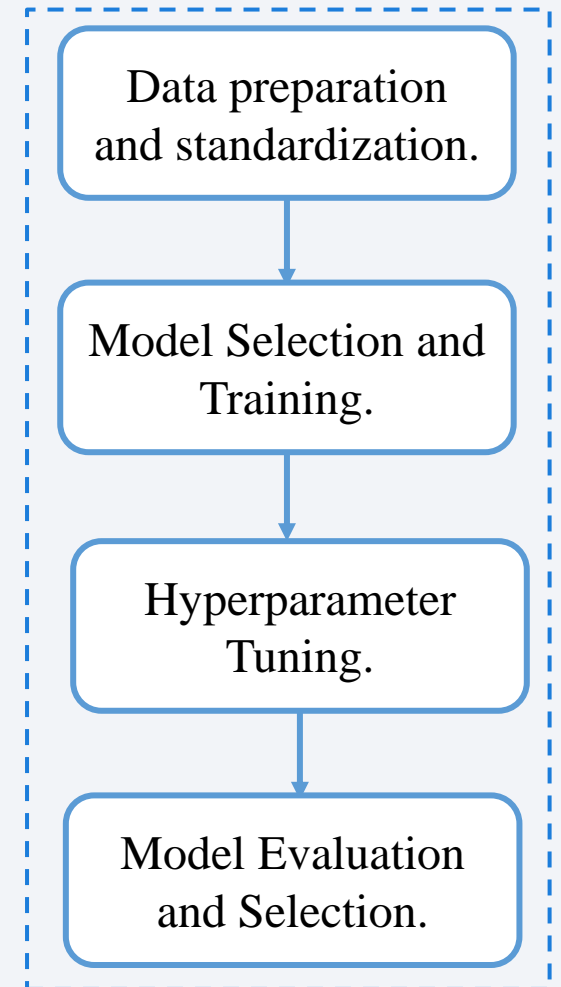 Data preparation
and standardization.
Model Selection and
Training.
Hyperparameter
Tuning.
Model Evaluation
and Selection.